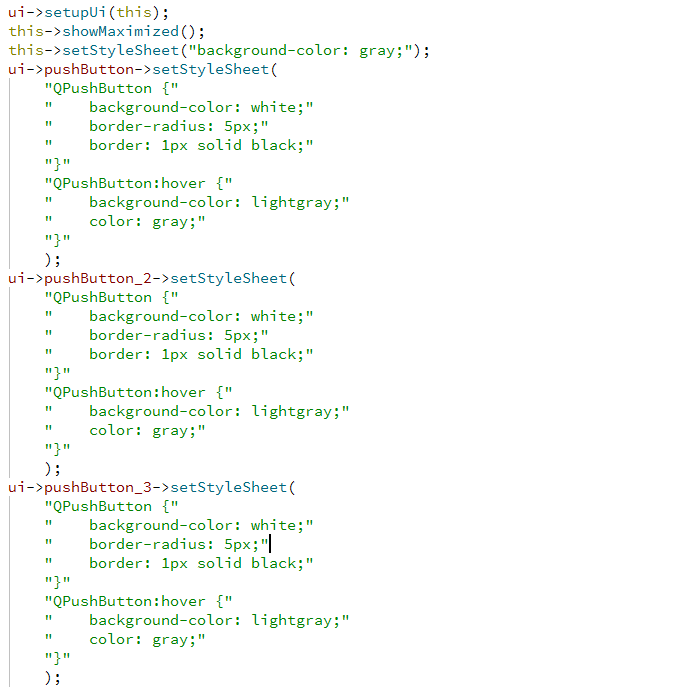 ui->setupUi(this);
this->showMaximized();
this->setStyleSheet("background-color: gray;");
ui->pushButton->setStyleSheet(
    "QPushButton {"
    "    background-color: white;"
    "    border-radius: 5px;"
    "    border: 1px solid black;"
    "}"
    "QPushButton:hover {"
    "    background-color: lightgray;"
    "    color: gray;"
    "}"
    );
ui->pushButton_2->setStyleSheet(
    "QPushButton {"
    "    background-color: white;"
    "    border-radius: 5px;"
    "    border: 1px solid black;"
    "}"
    "QPushButton:hover {"
    "    background-color: lightgray;"
    "    color: gray;"
    "}"
    );
ui->pushButton_3->setStyleSheet(
    "QPushButton {"
    "    background-color: white;"
    "    border-radius: 5px;"
    "    border: 1px solid black;"
    "}"
    "QPushButton:hover {"
    "    background-color: lightgray;"
    "    color: gray;"
    "}"
    );